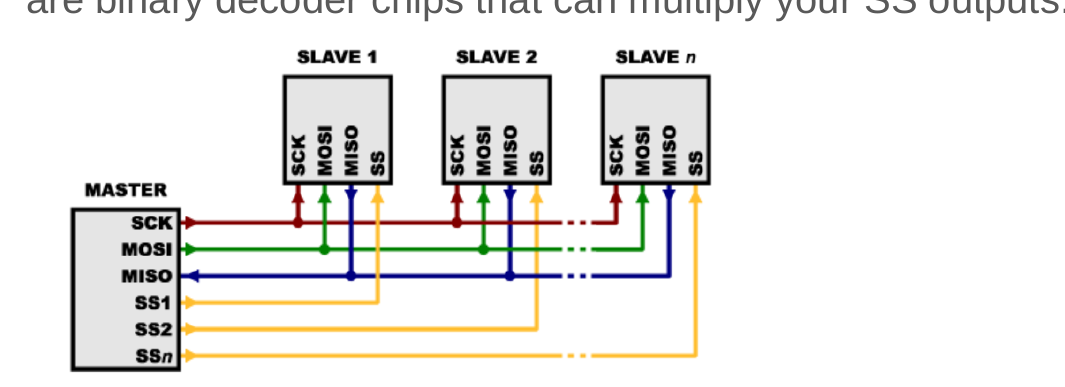 are binary decoder chips that can multiply your SS outputs.
SLAVE 1 SLAVE 2 SLAVE n
SCK MOSI MISO SS SCK MOSI MISO SS SCK MOSI MISO SS
MASTER
SCK
MOSI
MISO
SS1
SS2
SSn